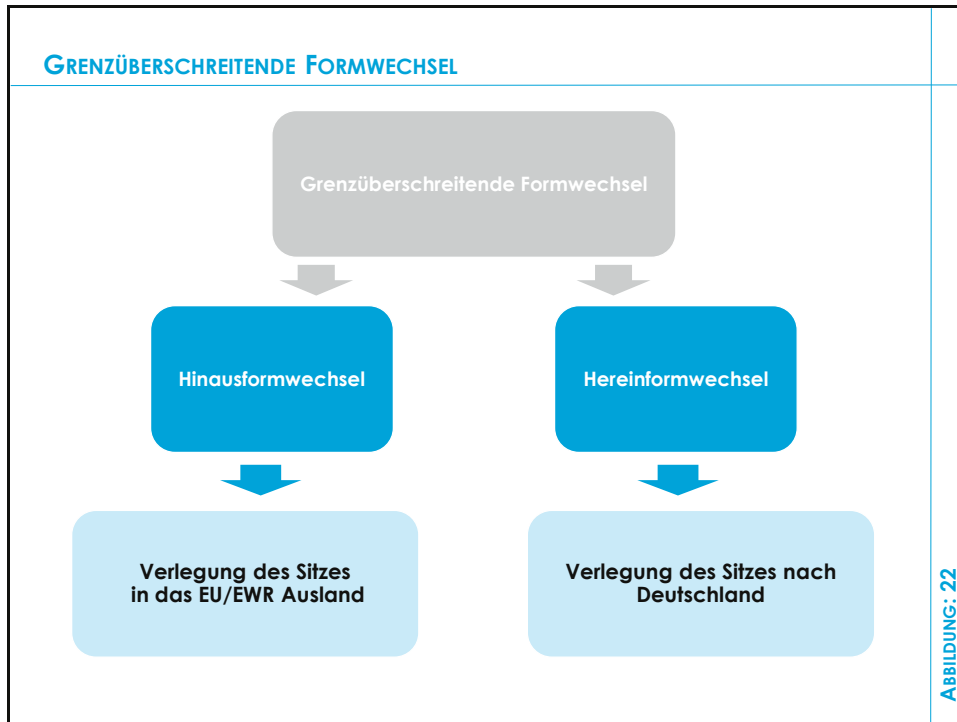 GRENZÜBERSCHREITENDE FORMWECHSEL
Grenzüberschreitende Formwechsel
Hinausformwechsel
Hereinformwechsel
Verlegung des Sitzes
in das EU/EWR Ausland
Verlegung des Sitzes nach
Deutschland
ABBILDUNG: 22